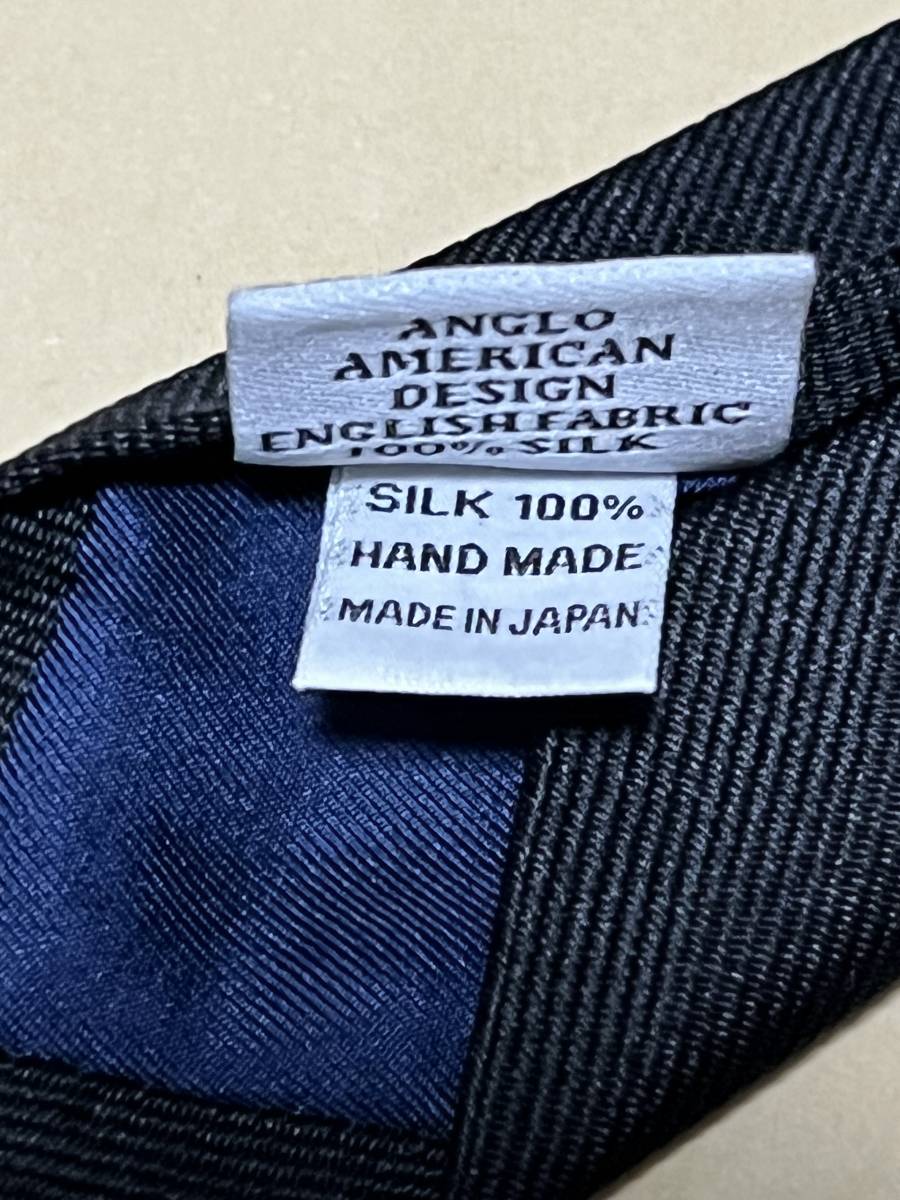 ANGLO
AMERICAN
DESIGN
ENGLISH FABRIC
100% SILK
SILK 100%
HAND MADE
MADE IN JAPAN